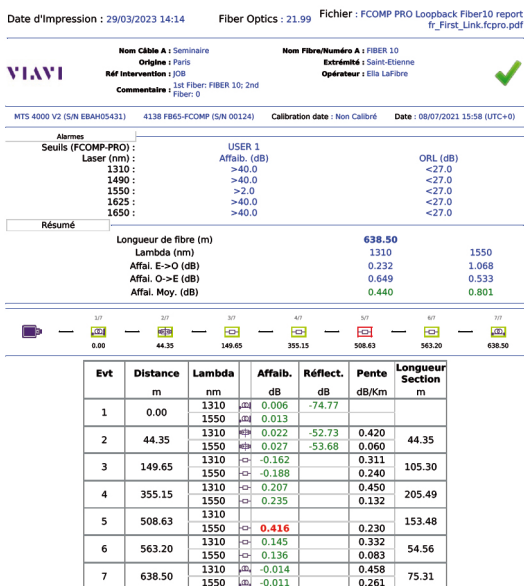 Date d'Impression : 29/03/2023 14:14 Fiber Optics : 21.99 Fichier : FCOMP PRO Loopback Fiber10 report
fr_First_Link.fcpro.pdf
VIAVI
Nom Câble A : Seminaire Nom Fibre/Numéro A : FIBER 10
Origine : Paris Extrémité : Saint-Etienne
Réf Intervention : JOB Opérateur : Ella LaFibre
Commentaire : 1st Fiber: FIBER 10; 2nd
Fiber: 0
MTS 4000 V2 (S/N EBAH05431) 4138 FB65-FCOMP (S/N 00124) Calibration date : Non Calibré Date : 08/07/2021 15:58 (UTC+0)
Alarmes
Seuils (FCOMP-PRO) : USER 1
Laser (nm) : Affaib. (dB) ORL (dB)
1310 : >40.0 <27.0
1490 : >40.0 <27.0
1550 : >2.0 <27.0
1625 : >40.0 <27.0
1650 : >40.0 <27.0
Résumé
Longueur de fibre (m) 638.50
Lambda (nm) 1310 1550
Affai. E->O (dB) 0.232 1.068
Affai. O->E (dB) 0.649 0.533
Affai. Moy. (dB) 0.440 0.801
1/7 2/7 3/7 4/7 5/7 6/7 7/7
0.00 44.35 149.65 355.15 508.63 563.20 638.50
Evt Distance Lambda Affaib. Réflect. Pente Longueur Section
m nm dB dB dB/Km m
1 0.00 1310 0.006 -74.77
1550 0.013
2 44.35 1310 0.022 -52.73 0.420 44.35
1550 0.027 -53.68 0.060
3 149.65 1310 -0.162 0.311 105.30
1550 -0.188 0.240
4 355.15 1310 0.207 0.450 205.49
1550 0.235 0.132
5 508.63 1310 153.48
1550 0.416 0.230
6 563.20 1310 0.145 0.332 54.56
1550 0.136 0.083
7 638.50 1310 -0.014 0.458 75.31
1550 -0.011 0.261